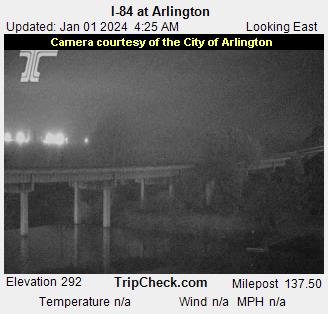 I-84 at Arlington
Updated: Jan 01 2024 4:25 AM Looking East
Camera courtesy of the City of Arlington
Elevation 292 TripCheck.com Milepost 137.50
Temperature n/a Wind n/a MPH n/a